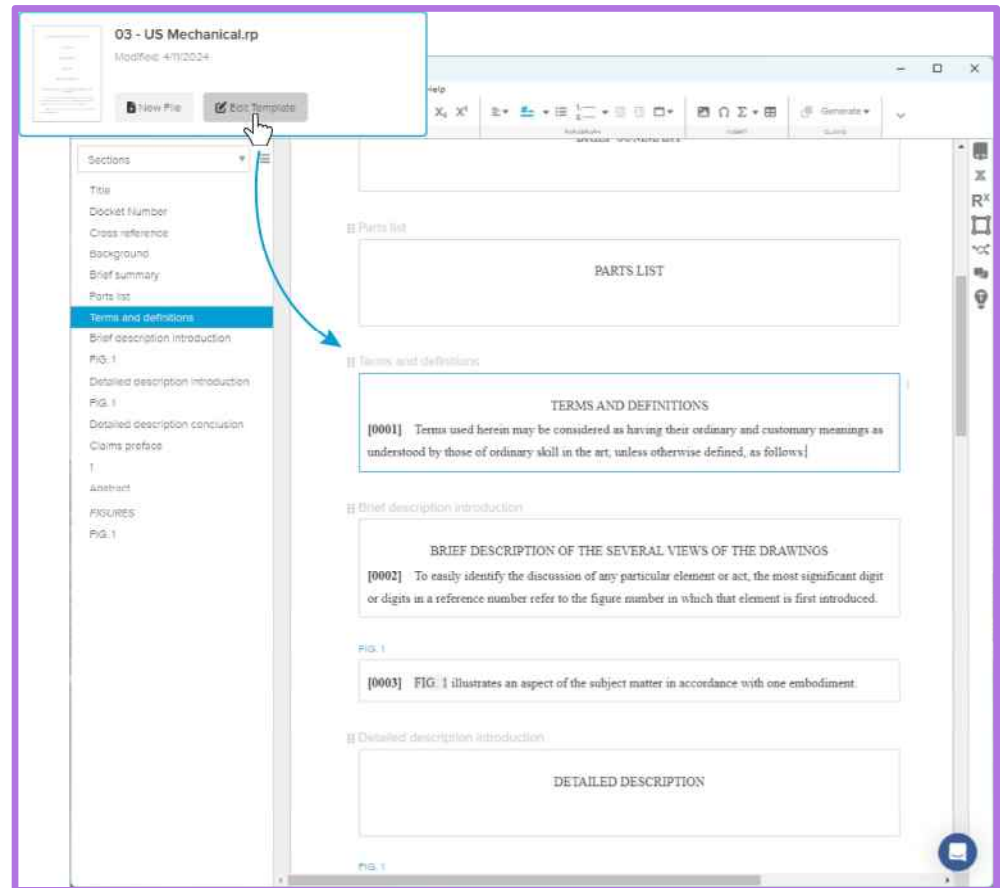 03 - US Mechanical.rp
Modified: 4/11/2024
New File
Edit Template
Help
Generate
Sections
Title
Docket Number
Cross reference
Background
Brief summary
Parts list
Terms and definitions
Brief description introduction
FIG. 1
Detailed description introduction
FIG. 1
Detailed description conclusion
Claims preface
1
Abstract
FIGURES
FIG. 1
BRIEF SUMMARY
Parts list
PARTS LIST
Terms and definitions
TERMS AND DEFINITIONS
[0001] Terms used herein may be considered as having their ordinary and customary meanings as
understood by those of ordinary skill in the art, unless otherwise defined, as follows:
Brief description introduction
BRIEF DESCRIPTION OF THE SEVERAL VIEWS OF THE DRAWINGS
[0002] To easily identify the discussion of any particular element or act, the most significant digit
or digits in a reference number refer to the figure number in which that element is first introduced.
FIG. 1
[0003] FIG. 1 illustrates an aspect of the subject matter in accordance with one embodiment.
Detailed description introduction
DETAILED DESCRIPTION
FIG. 1